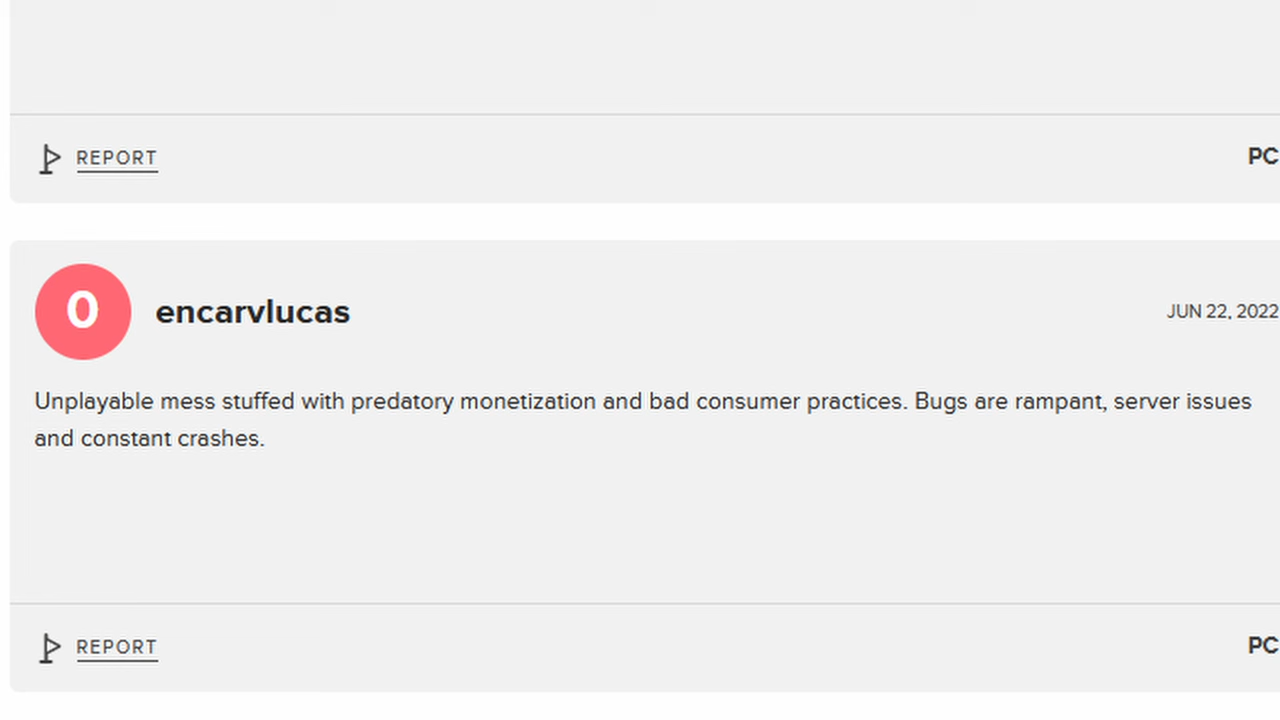 REPORT
PC
0
encarvlucas
JUN 22, 2022
Unplayable mess stuffed with predatory monetization and bad consumer practices. Bugs are rampant, server issues
and constant crashes.
REPORT
PC